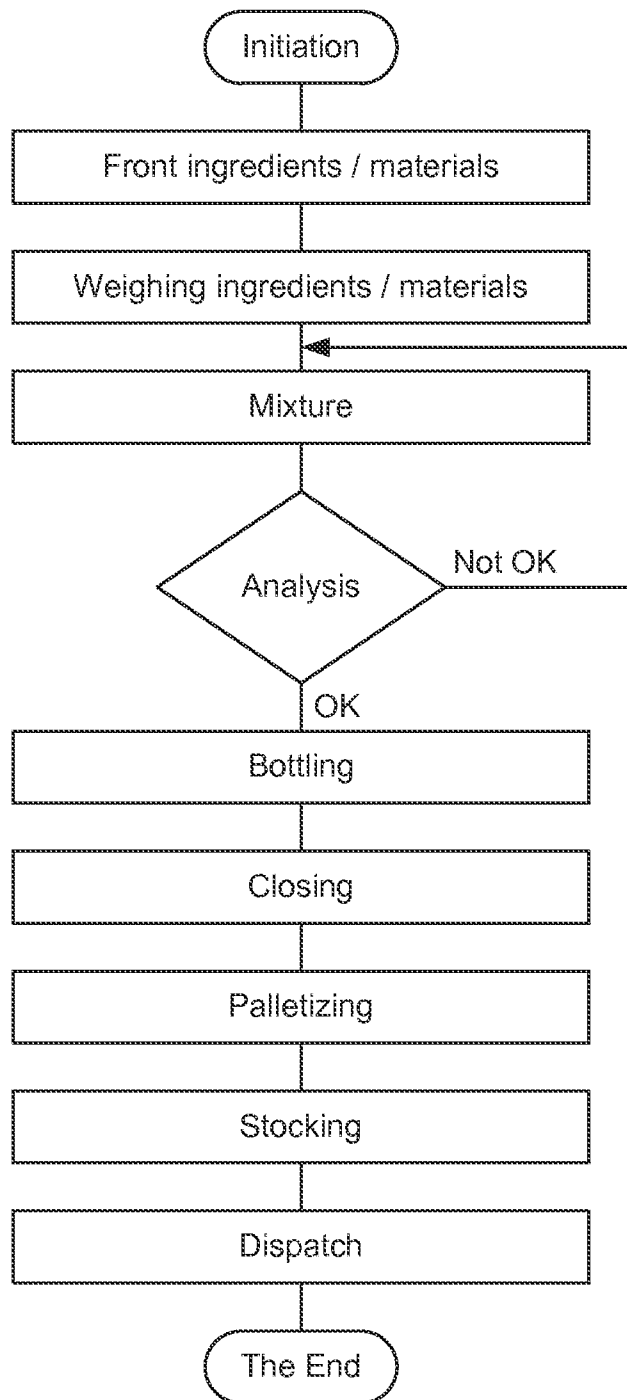 Initiation
Front ingredients / materials
Weighing ingredients / materials
Mixture
Analysis
Not OK
OK
Bottling
Closing
Palletizing
Stocking
Dispatch
The End